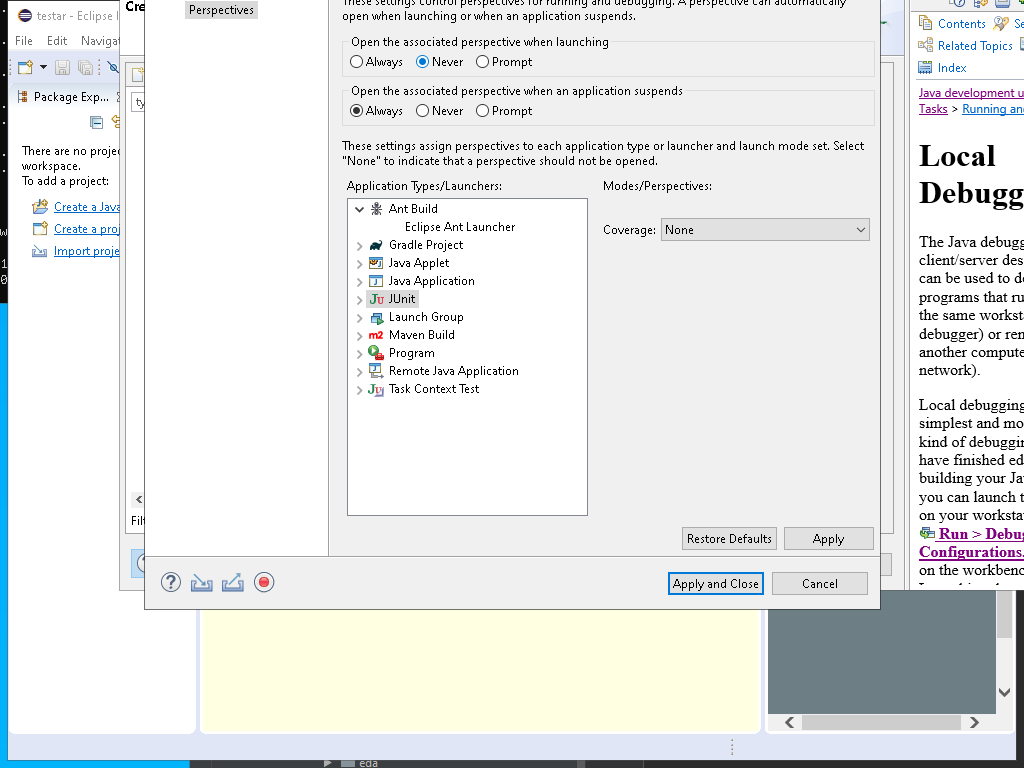 testar - Eclipse I
File Edit Navigat
Package Exp...
There are no projec
workspace.
To add a project:
Create a Java
Create a proj
Import proje
Cre
ty
Filt
Perspectives
These settings control perspectives for running and debugging. A perspective can automatically
open when launching or when an application suspends.
Open the associated perspective when launching
Always Never Prompt
Open the associated perspective when an application suspends
Always Never Prompt
These settings assign perspectives to each application type or launcher and launch mode set. Select
"None" to indicate that a perspective should not be opened.
Application Types/Launchers:
Modes/Perspectives:
Ant Build
Eclipse Ant Launcher
Gradle Project
Java Applet
Java Application
JUnit
Launch Group
Maven Build
Program
Remote Java Application
Task Context Test
Coverage: None
Restore Defaults Apply
Apply and Close Cancel
Contents Se
Related Topics
Index
Java development u
Tasks > Running and
Local
Debugg
The Java debugg
client/server des
can be used to de
programs that ru
the same worksta
debugger) or rem
another compute
network).
Local debugging
simplest and mo
kind of debuggin
have finished ed
building your Jav
you can launch t
on your worksta
Run > Debug
Configurations.
on the workbenc
eda